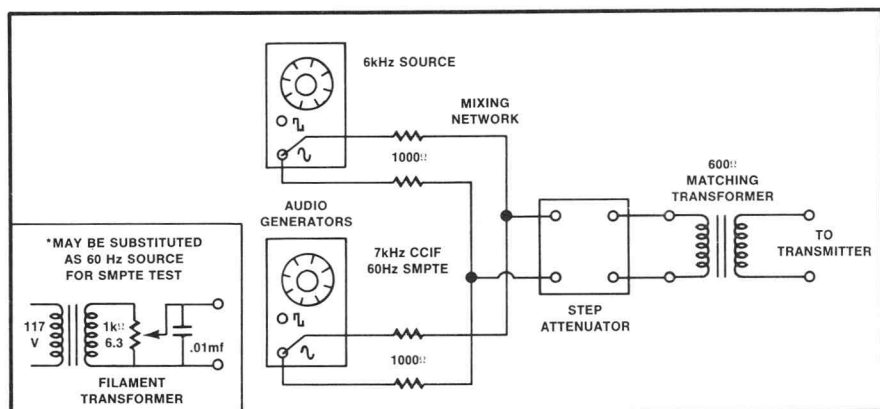 6kHz SOURCE
MIXING
NETWORK
1000Ω
600Ω
MATCHING
TRANSFORMER
AUDIO
GENERATORS
TO
TRANSMITTER
*MAY BE SUBSTITUTED
AS 60 Hz SOURCE
FOR SMPTE TEST
7kHz CCIF
60Hz SMPTE
STEP
ATTENUATOR
117
V
1kΩ
6.3
.01mf
1000Ω
FILAMENT
TRANSFORMER